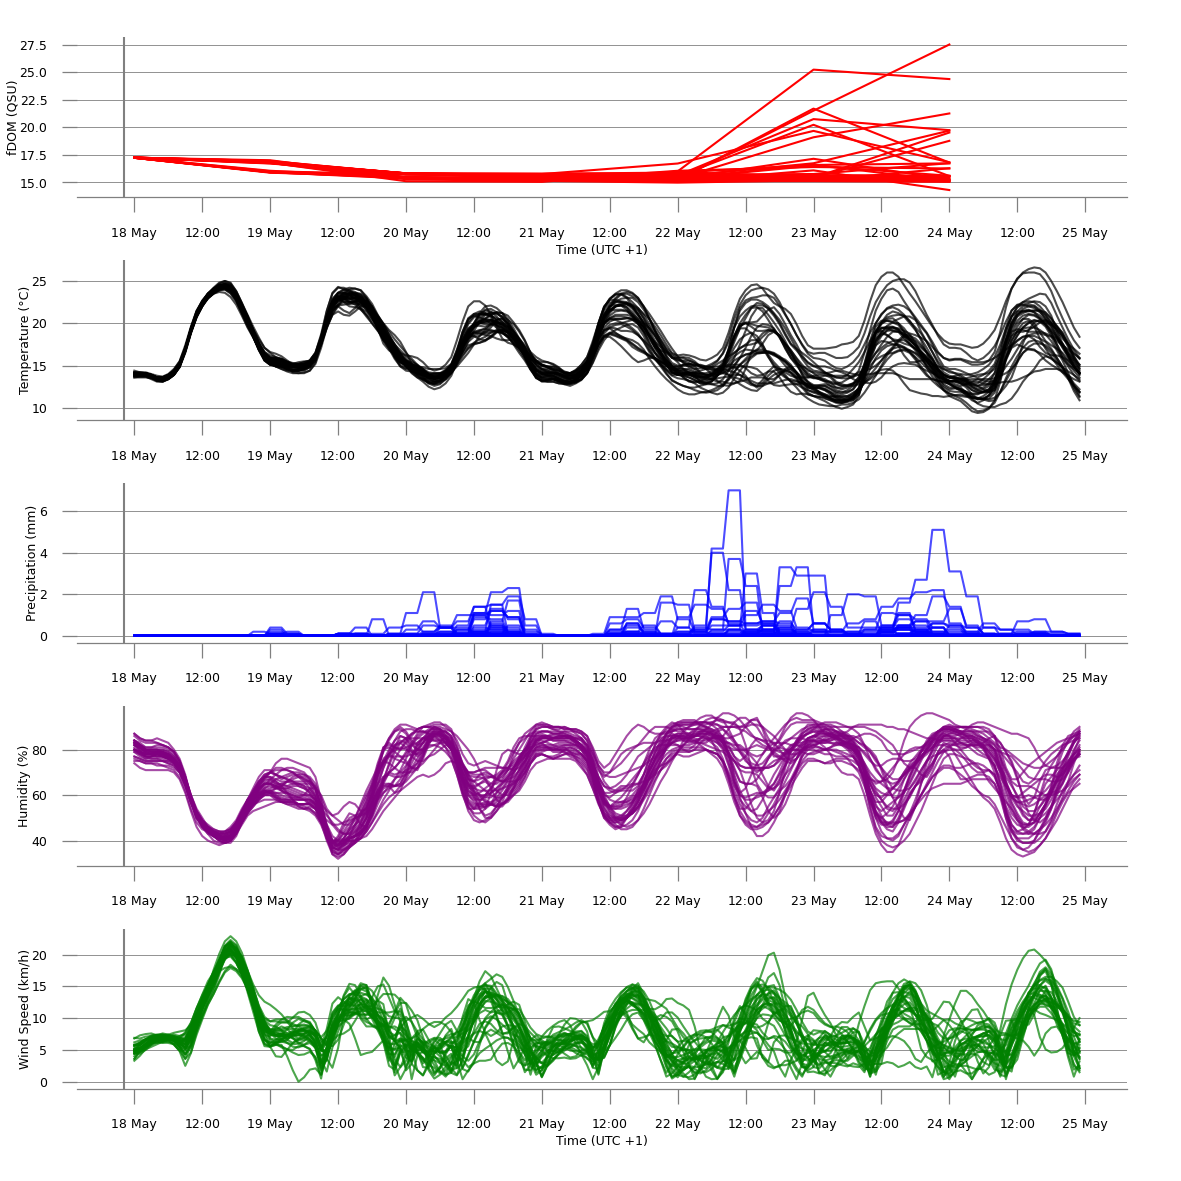 27.5
25.0
22.5
20.0
17.5
15.0
fDOM (QSU)
18 May 12:00 19 May 12:00 20 May 12:00 21 May 12:00 22 May 12:00 23 May 12:00 24 May 12:00 25 May
Time (UTC +1)
25
20
15
10
Temperature (°C)
18 May 12:00 19 May 12:00 20 May 12:00 21 May 12:00 22 May 12:00 23 May 12:00 24 May 12:00 25 May
6
4
2
0
Precipitation (mm)
18 May 12:00 19 May 12:00 20 May 12:00 21 May 12:00 22 May 12:00 23 May 12:00 24 May 12:00 25 May
80
60
40
Humidity (%)
18 May 12:00 19 May 12:00 20 May 12:00 21 May 12:00 22 May 12:00 23 May 12:00 24 May 12:00 25 May
20
15
10
5
0
Wind Speed (km/h)
18 May 12:00 19 May 12:00 20 May 12:00 21 May 12:00 22 May 12:00 23 May 12:00 24 May 12:00 25 May
Time (UTC +1)